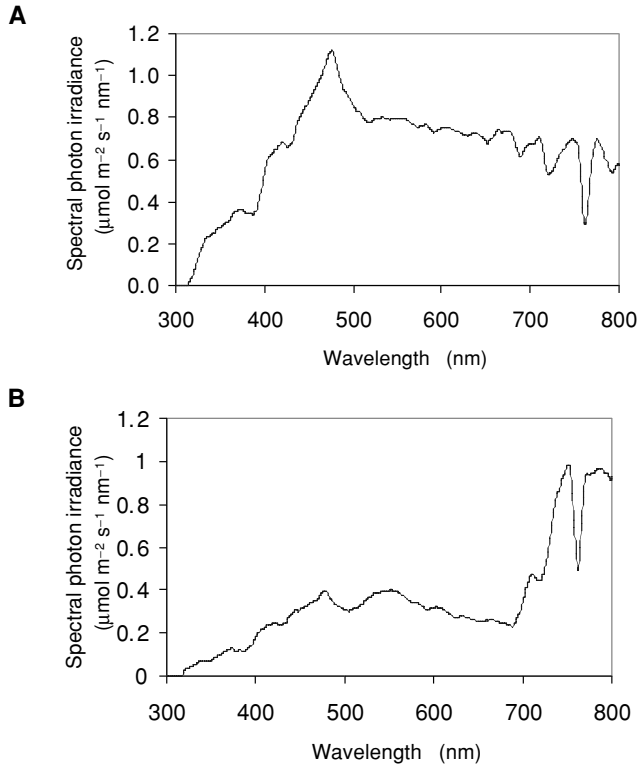 A
Spectral photon irradiance
(μmol m⁻² s⁻¹ nm⁻¹)
1.2
1.0
0.8
0.6
0.4
0.2
0.0
300 400 500 600 700 800
Wavelength (nm)
B
Spectral photon irradiance
(μmol m⁻² s⁻¹ nm⁻¹)
1.2
1
0.8
0.6
0.4
0.2
0
300 400 500 600 700 800
Wavelength (nm)